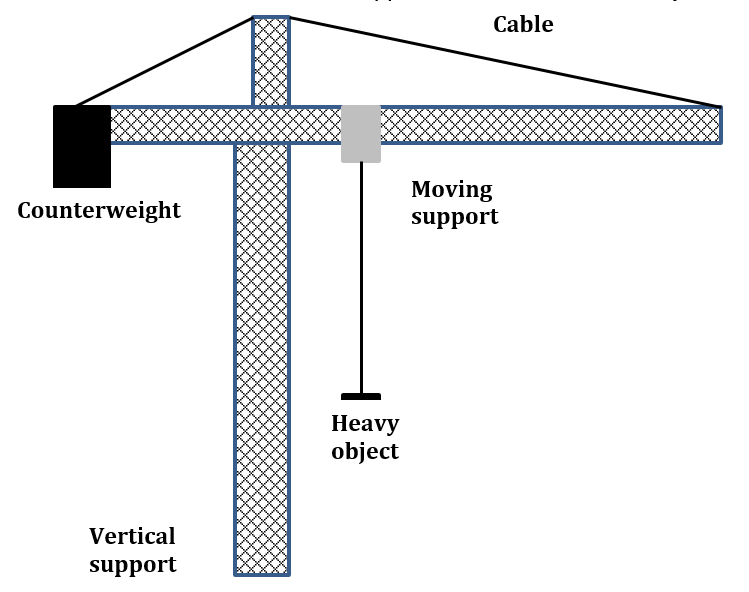 Cable
Counterweight
Moving
support
Heavy
object
Vertical
support